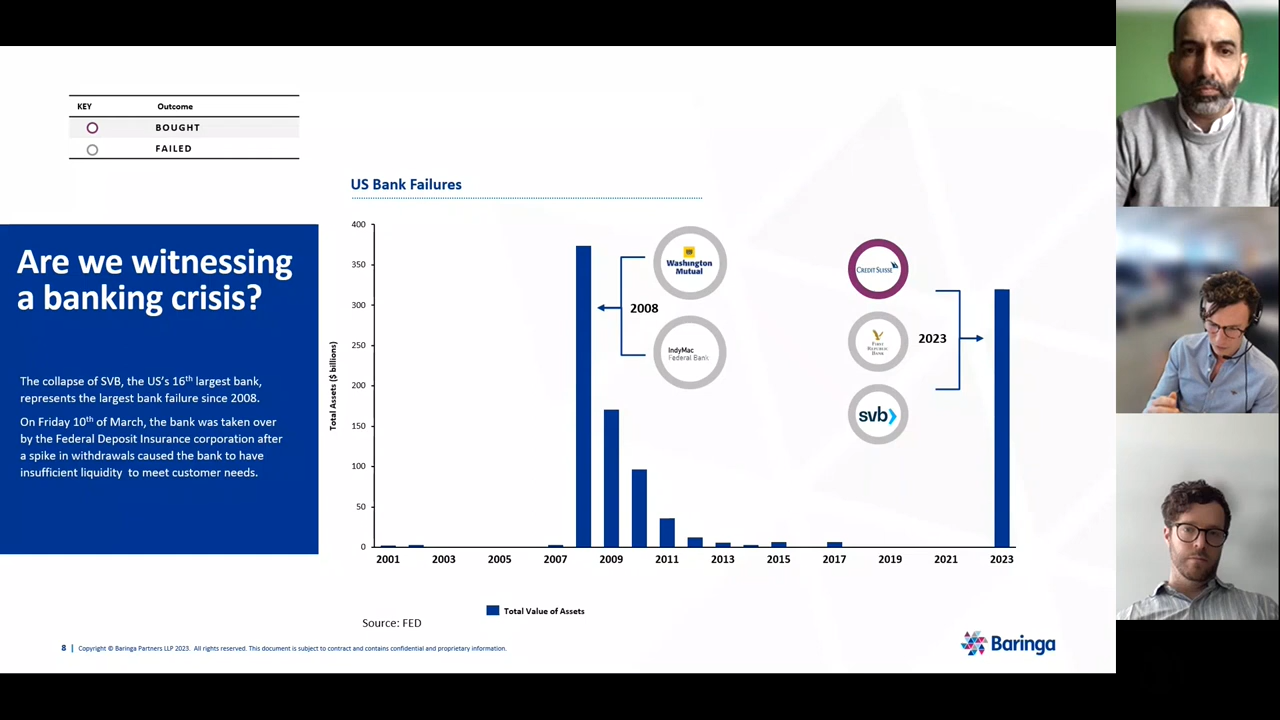 KEY Outcome
BOUGHT
FAILED
US Bank Failures
Are we witnessing
a banking crisis?
The collapse of SVB, the US's 16th largest bank,
represents the largest bank failure since 2008.
On Friday 10th of March, the bank was taken over
by the Federal Deposit Insurance corporation after
a spike in withdrawals caused the bank to have
insufficient liquidity to meet customer needs.
Total Assets ($ billions)
400
350
300
250
200
150
100
50
0
Washington
Mutual
2008
IndyMac
Federal Bank
CREDIT SUISSE
FIRST
REPUBLIC
BANK
2023
svb
2001 2003 2005 2007 2009 2011 2013 2015 2017 2019 2021 2023
Total Value of Assets
Source: FED
8 | Copyright © Baringa Partners LLP 2023. All rights reserved. This document is subject to contract and contains confidential and proprietary information.
Baringa